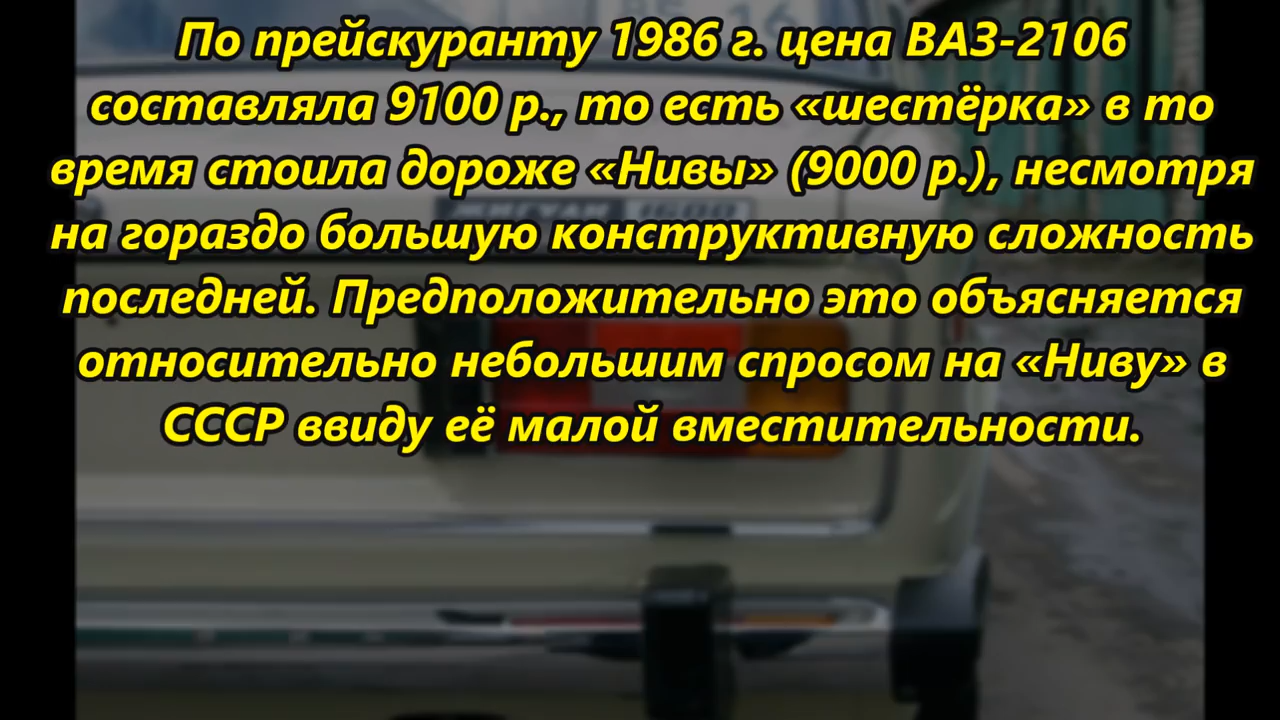 По прейскуранту 1986 г. цена ВАЗ-2106
составляла 9100 р., то есть «шестёрка» в то
время стоила дороже «Нивы» (9000 р.), несмотря
на гораздо большую конструктивную сложность
последней. Предположительно это объясняется
относительно небольшим спросом на «Ниву» в
СССР ввиду её малой вместительности.